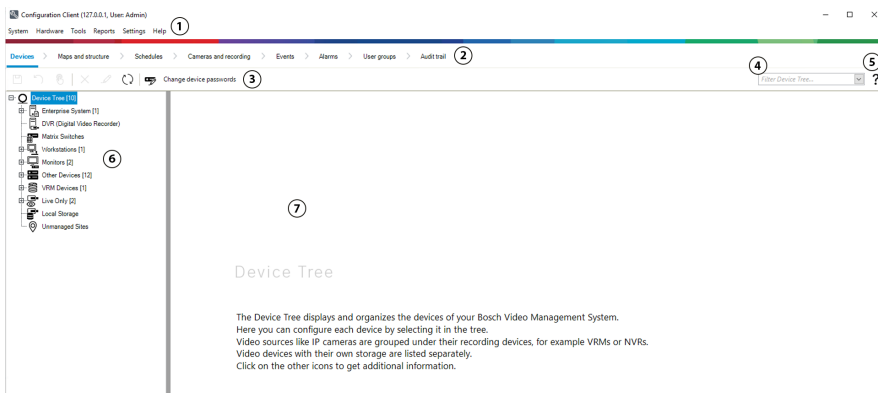 Configuration Client (127.0.0.1, User: Admin)
System Hardware Tools Reports Settings Help 1
Devices > Maps and structure > Schedules > Cameras and recording > Events > Alarms > User groups > Audit trail 2
4 5
Change device passwords 3 Filter Device Tree... ?
Device Tree [10]
Enterprise System [1]
DVR (Digital Video Recorder)
Matrix Switches
Workstations [1]
6
Monitors [2]
Other Devices [12]
VRM Devices [1]
Live Only [2]
7
Local Storage
Unmanaged Sites
Device Tree
The Device Tree displays and organizes the devices of your Bosch Video Management System.
Here you can configure each device by selecting it in the tree.
Video sources like IP cameras are grouped under their recording devices, for example VRMs or NVRs.
Video devices with their own storage are listed separately.
Click on the other icons to get additional information.